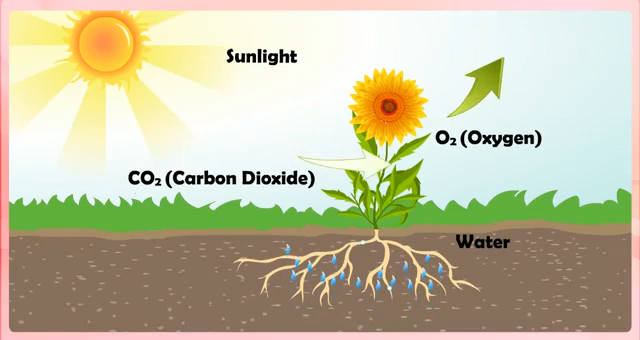 Sunlight
O₂ (Oxygen)
CO₂ (Carbon Dioxide)
Water